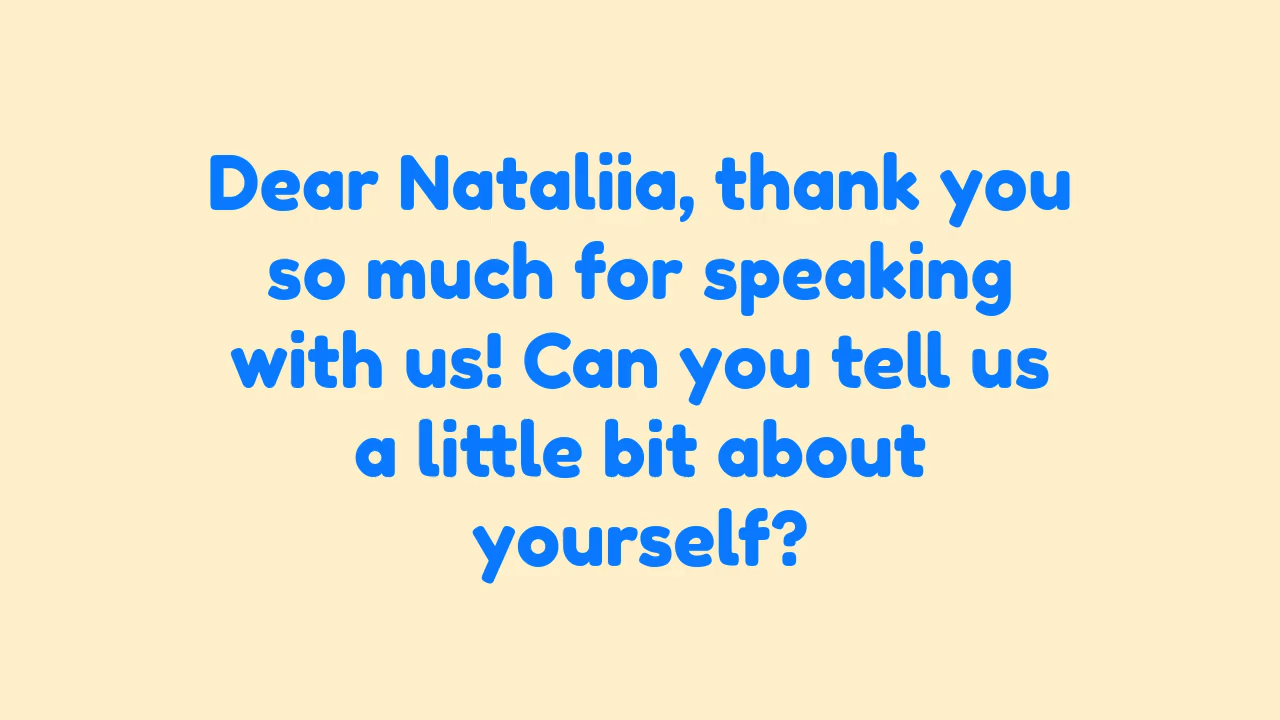 Dear Nataliia, thank you
so much for speaking
with us! Can you tell us
a little bit about
yourself?